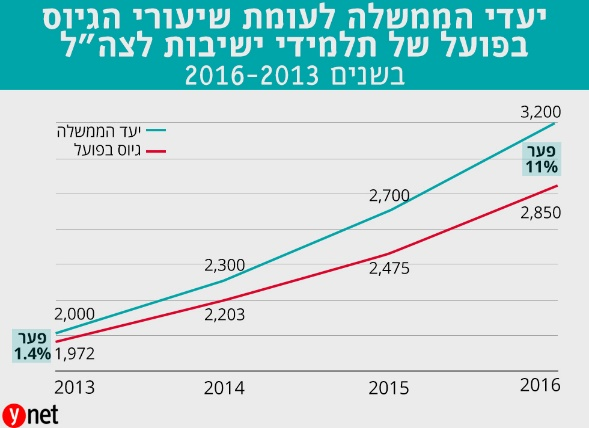 יעדי הממשלה לעומת שיעורי הגיוס
בפועל של תלמידי ישיבות לצה"ל
בשנים 2016-2013
יעד הממשלה
גיוס בפועל
3,200
פער
11%
2,850
2,700
2,475
2,300
2,203
2,000
פער
1.4%
1,972
2013
2014
2015
2016
ynet